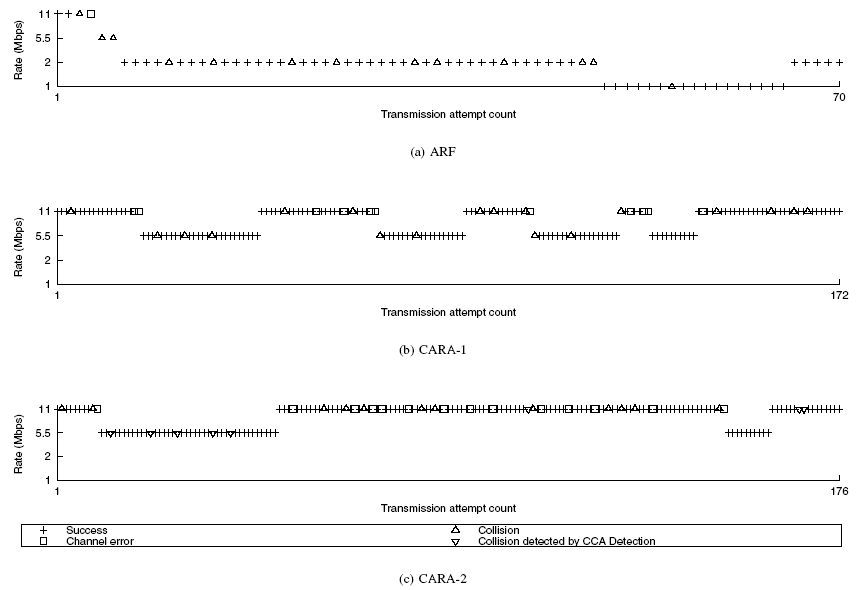 Rate (Mbps)
11
5.5
2
1
1
70
Transmission attempt count
(a) ARF
Rate (Mbps)
11
5.5
2
1
1
172
Transmission attempt count
(b) CARA-1
Rate (Mbps)
11
5.5
2
1
1
176
Transmission attempt count
Success
Collision
Channel error
Collision detected by CCA Detection
(c) CARA-2